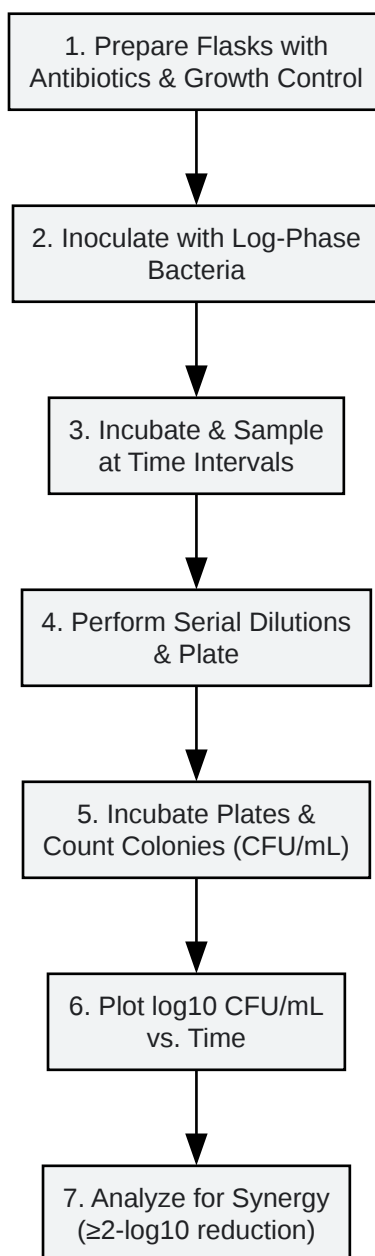 1. Prepare Flasks with
Antibiotics & Growth Control
2. Inoculate with Log-Phase
Bacteria
3. Incubate & Sample
at Time Intervals
4. Perform Serial Dilutions
& Plate
5. Incubate Plates &
Count Colonies (CFU/mL)
6. Plot log10 CFU/mL
vs. Time
7. Analyze for Synergy
(≥2-log10 reduction)